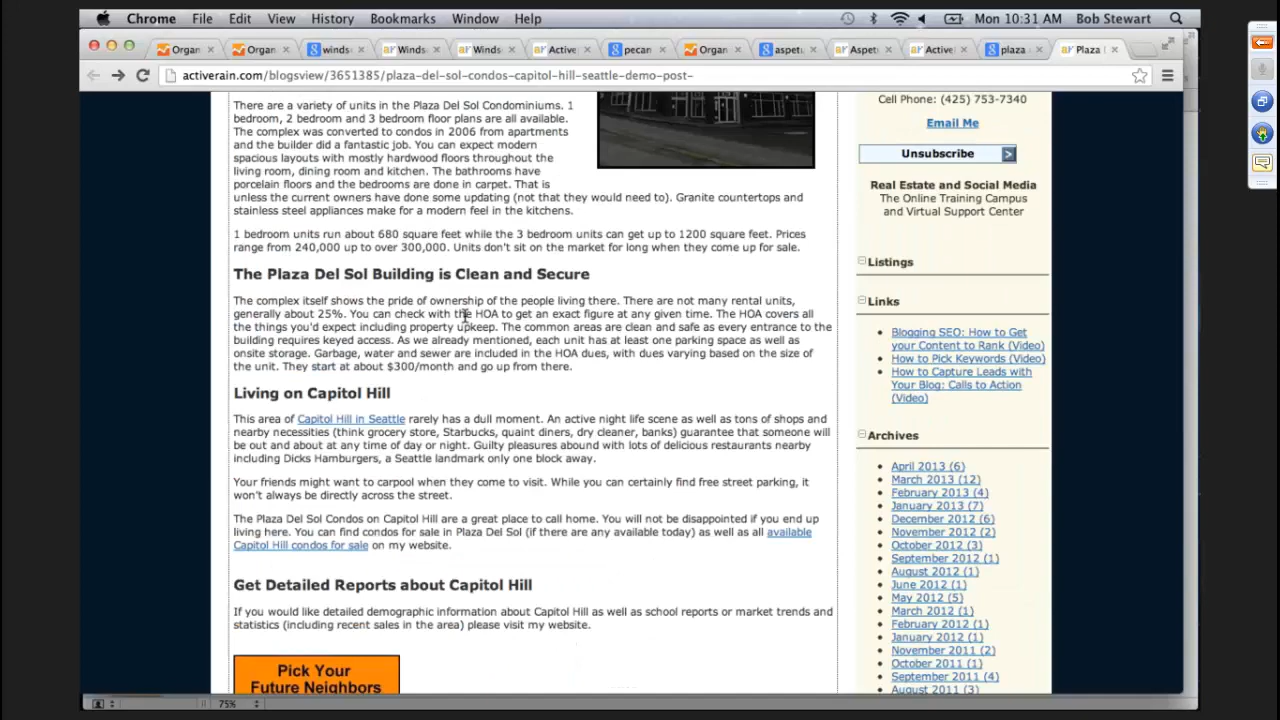 Chrome File Edit View History Bookmarks Window Help Mon 10:31 AM Bob Stewart
Organ Organ winds Winds Winds Active pecan Organ aspetu Aspet Active plaza Plaza
activerain.com/blogsview/3651385/plaza-del-sol-condos-capitol-hill-seattle-demo-post-
There are a variety of units in the Plaza Del Sol Condominiums. 1
bedroom, 2 bedroom and 3 bedroom floor plans are all available.
The complex was converted to condos in 2006 from apartments
and the builder did a fantastic job. You can expect modern
spacious layouts with mostly hardwood floors throughout the
living room, dining room and kitchen. The bathrooms have
porcelain floors and the bedrooms are done in carpet. That is
unless the current owners have done some updating (not that they would need to). Granite countertops and
stainless steel appliances make for a modern feel in the kitchens.
1 bedroom units run about 680 square feet while the 3 bedroom units can get up to 1200 square feet. Prices
range from 240,000 up to over 300,000. Units don't sit on the market for long when they come up for sale.
The Plaza Del Sol Building is Clean and Secure
The complex itself shows the pride of ownership of the people living there. There are not many rental units,
generally about 25%. You can check with the HOA to get an exact figure at any given time. The HOA covers all
the things you'd expect including property upkeep. The common areas are clean and safe as every entrance to the
building requires keyed access. As we already mentioned, each unit has at least one parking space as well as
onsite storage. Garbage, water and sewer are included in the HOA dues, with dues varying based on the size of
the unit. They start at about $300/month and go up from there.
Living on Capitol Hill
This area of Capitol Hill in Seattle rarely has a dull moment. An active night life scene as well as tons of shops and
nearby necessities (think grocery store, Starbucks, quaint diners, dry cleaner, banks) guarantee that someone will
be out and about at any time of day or night. Guilty pleasures abound with lots of delicious restaurants nearby
including Dicks Hamburgers, a Seattle landmark only one block away.
Your friends might want to carpool when they come to visit. While you can certainly find free street parking, it
won't always be directly across the street.
The Plaza Del Sol Condos on Capitol Hill are a great place to call home. You will not be disappointed if you end up
living here. You can find condos for sale in Plaza Del Sol (if there are any available today) as well as all available
Capitol Hill condos for sale on my website.
Get Detailed Reports about Capitol Hill
If you would like detailed demographic information about Capitol Hill as well as school reports or market trends and
statistics (including recent sales in the area) please visit my website.
Pick Your
Future Neighbors
Cell Phone: (425) 753-7340
Email Me
Unsubscribe >
Real Estate and Social Media
The Online Training Campus
and Virtual Support Center
Listings
Links
Blogging SEO: How to Get
your Content to Rank (Video)
How to Pick Keywords (Video)
How to Capture Leads with
Your Blog: Calls to Action
(Video)
Archives
April 2013 (6)
March 2013 (12)
February 2013 (4)
January 2013 (7)
December 2012 (6)
November 2012 (2)
October 2012 (3)
September 2012 (1)
August 2012 (1)
June 2012 (1)
May 2012 (5)
March 2012 (1)
February 2012 (1)
January 2012 (1)
November 2011 (2)
October 2011 (1)
September 2011 (4)
August 2011 (3)
75%